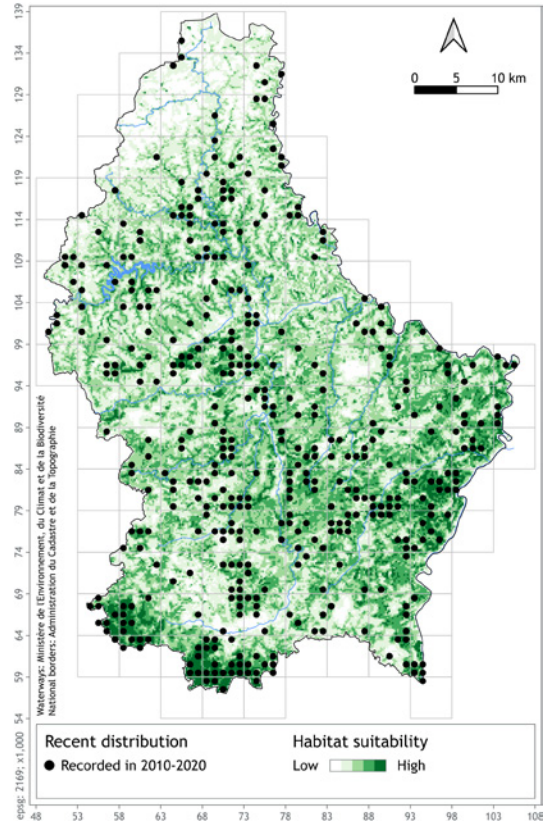 139
134
129
124
119
114
109
104
99
94
89
84
79
74
69
64
59
54
0 5 10 km
Waterways: Ministère de l'Environnement, du Climat et de la Biodiversité
National borders: Administration du Cadastre et de la Topographie
epsg: 2169; x1,000
Recent distribution
Recorded in 2010-2020
Habitat suitability
Low High
48 53 58 63 68 73 78 83 88 93 98 103 108